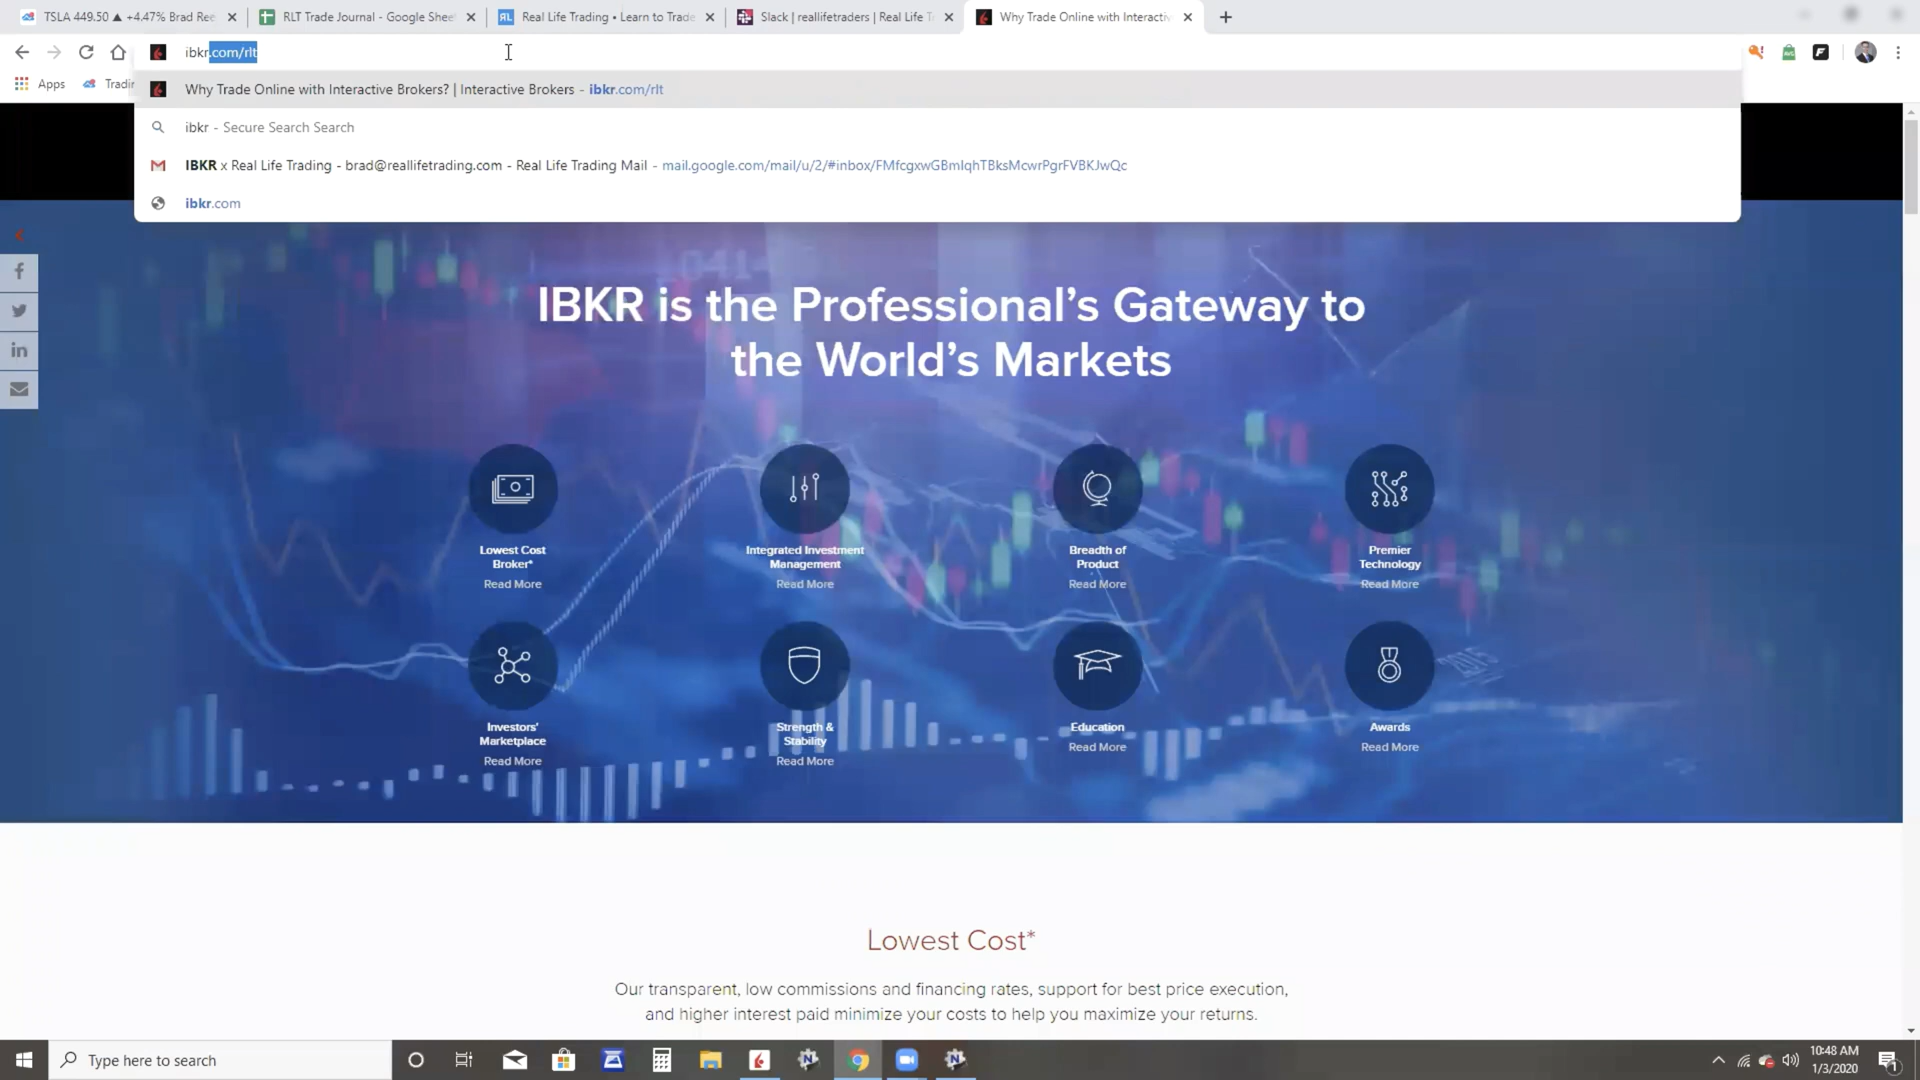 TSLA 449.50 ▲ +4.47% Brad Ree
RLT Trade Journal - Google Sheet
Real Life Trading • Learn to Trade
Slack | reallifetraders | Real Life T
Why Trade Online with Interactiv
ibkr.com/rlt
Why Trade Online with Interactive Brokers? | Interactive Brokers - ibkr.com/rlt
Apps
Tradin
ibkr - Secure Search Search
IBKR x Real Life Trading - brad@reallifetrading.com - Real Life Trading Mail - mail.google.com/mail/u/2/#inbox/FMfcgxwGBmlqhTBksMcwrPgrFVBKJwQc
ibkr.com
IBKR is the Professional’s Gateway to
the World’s Markets
Lowest Cost
Broker*
Read More
Integrated Investment
Management
Read More
Breadth of
Product
Read More
Premier
Technology
Read More
Investors’
Marketplace
Read More
Strength &
Stability
Read More
Education
Read More
Awards
Read More
Lowest Cost*
Our transparent, low commissions and financing rates, support for best price execution,
and higher interest paid minimize your costs to help you maximize your returns.
Type here to search
10:48 AM
1/3/2020